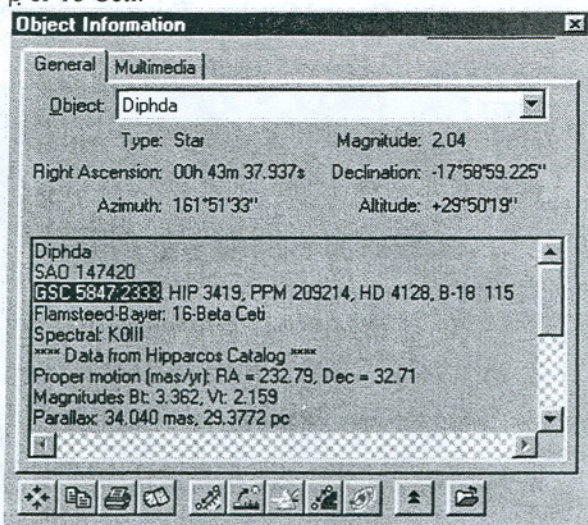 Object Information
General Multimedia
Object: Diphda
Type: Star Magnitude: 2.04
Right Ascension: 00h 43m 37.937s Declination: -17°58'59.225"
Azimuth: 161°51'33" Altitude: +29°50'19"
Diphda
SAO 147420
GSC 5847:2333, HIP 3419, PPM 209214, HD 4128, B-18 115
Flamsteed-Bayer: 16-Beta Ceti
Spectral: K0III
**** Data from Hipparcos Catalog ****
Proper motion (mas/yr): RA = 232.79, Dec = 32.71
Magnitudes Bt: 3.362, Vt: 2.159
Parallax: 34.040 mas, 29.3772 pc